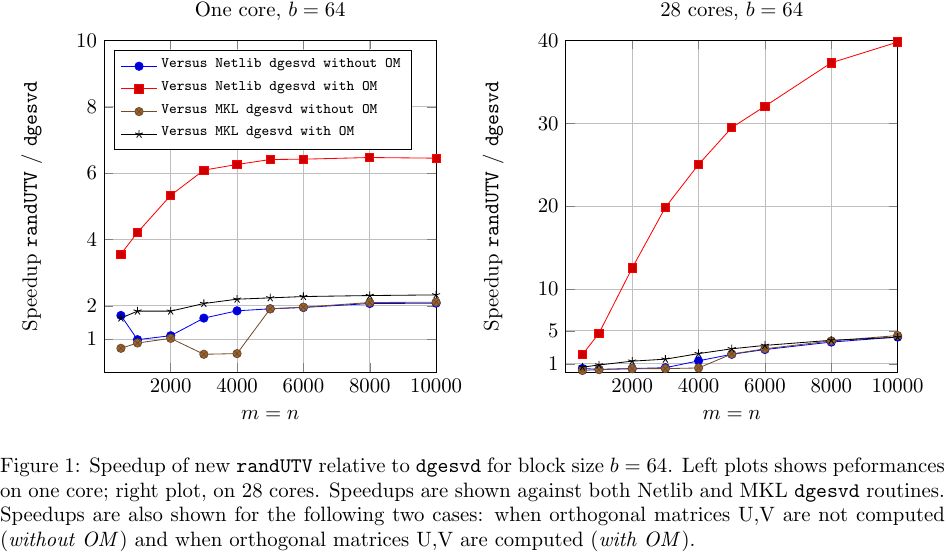 One core, b = 64
10
8
6
4
2
1
2000 4000 6000 8000 10000
m = n
Speedup randUTV / dgesvd
Versus Netlib dgesvd without OM
Versus Netlib dgesvd with OM
Versus MKL dgesvd without OM
Versus MKL dgesvd with OM
28 cores, b = 64
40
30
20
10
5
1
2000 4000 6000 8000 10000
m = n
Speedup randUTV / dgesvd
Figure 1: Speedup of new randUTV relative to dgesvd for block size b = 64. Left plots shows peformances
on one core; right plot, on 28 cores. Speedups are shown against both Netlib and MKL dgesvd routines.
Speedups are also shown for the following two cases: when orthogonal matrices U,V are not computed
(without OM) and when orthogonal matrices U,V are computed (with OM).